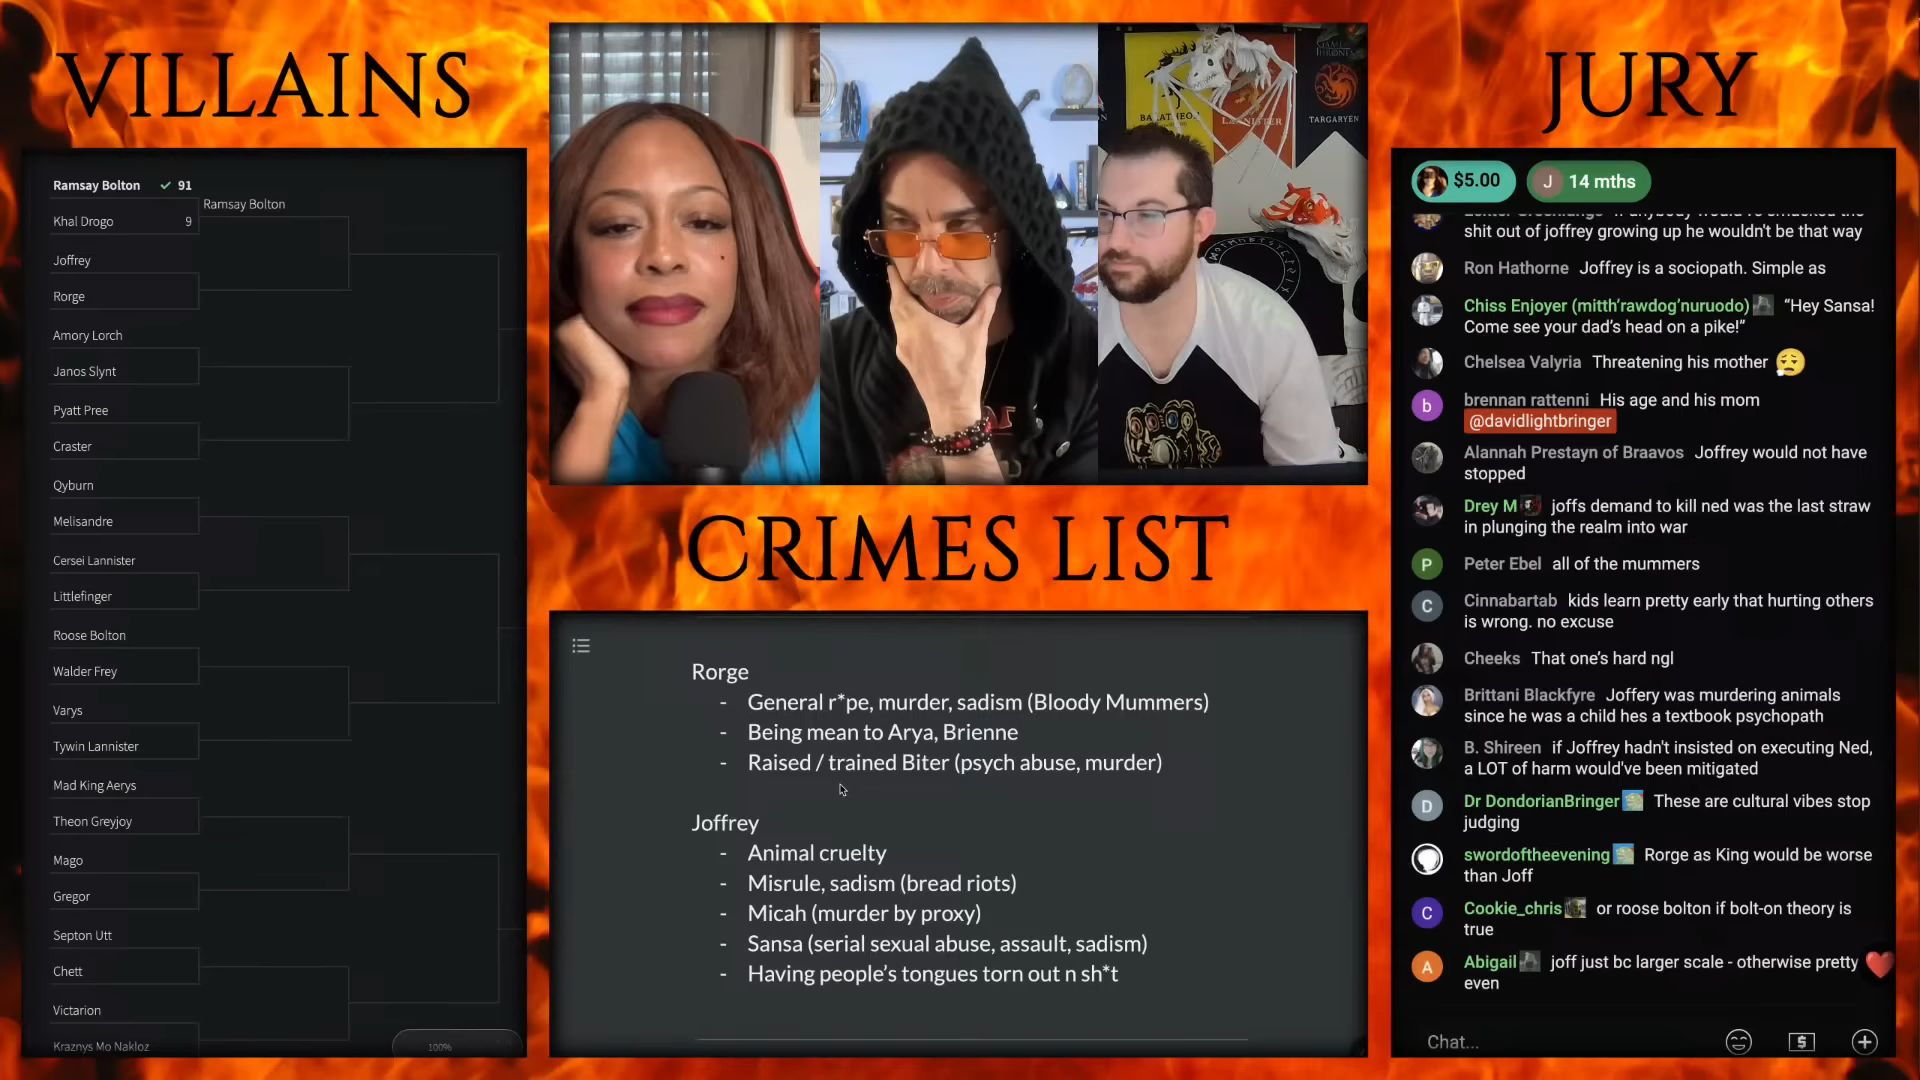 VILLAINS
Ramsay Bolton ✓ 91
Khal Drogo 9
Ramsay Bolton
Joffrey
Rorge
Amory Lorch
Janos Slynt
Pyatt Pree
Craster
Qyburn
Melisandre
Cersei Lannister
Littlefinger
Roose Bolton
Walder Frey
Varys
Tywin Lannister
Mad King Aerys
Theon Greyjoy
Mago
Gregor
Septon Utt
Chett
Victarion
Kraznys Mo Nakloz
100%
GAME
THRONES
BARATHEON
LANNISTER
TARGARYEN
CRIMES LIST
Rorge
- General r*pe, murder, sadism (Bloody Mummers)
- Being mean to Arya, Brienne
- Raised / trained Biter (psych abuse, murder)
Joffrey
- Animal cruelty
- Misrule, sadism (bread riots)
- Micah (murder by proxy)
- Sansa (serial sexual abuse, assault, sadism)
- Having people's tongues torn out n sh*t
JURY
$5.00
J 14 mths
shit out of joffrey growing up he wouldn't be that way
Ron Hathorne Joffrey is a sociopath. Simple as
Chiss Enjoyer (mitth'rawdog'nuruodo) “Hey Sansa!
Come see your dad's head on a pike!”
Chelsea Valyria Threatening his mother 😮‍💨
b brennan rattenni His age and his mom
@davidlightbringer
Alannah Prestayn of Braavos Joffrey would not have
stopped
Drey M joffs demand to kill ned was the last straw
in plunging the realm into war
P Peter Ebel all of the mummers
C Cinnabartab kids learn pretty early that hurting others
is wrong. no excuse
Cheeks That one's hard ngl
Brittani Blackfyre Joffery was murdering animals
since he was a child hes a textbook psychopath
B. Shireen if Joffrey hadn't insisted on executing Ned,
a LOT of harm would've been mitigated
D Dr DondorianBringer These are cultural vibes stop
judging
swordoftheevening Rorge as King would be worse
than Joff
C Cookie_chris or roose bolton if bolt-on theory is
true
A Abigail joff just bc larger scale - otherwise pretty
even
Chat...